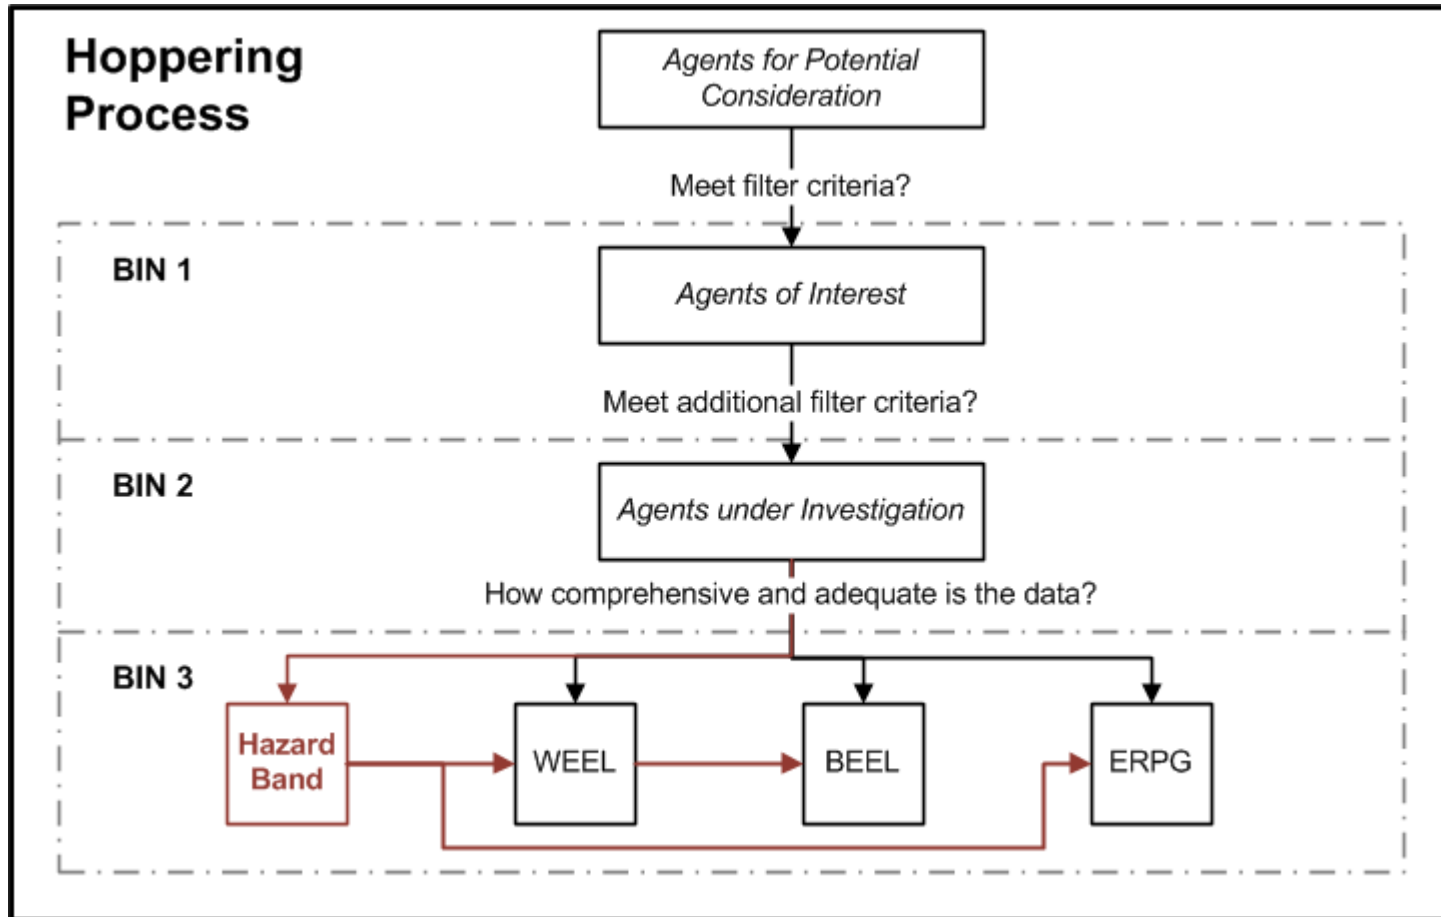 Hoppering
Process
Agents for Potential
Consideration
Meet filter criteria?
BIN 1
Agents of Interest
Meet additional filter criteria?
BIN 2
Agents under Investigation
How comprehensive and adequate is the data?
BIN 3
Hazard
Band
WEEL
BEEL
ERPG